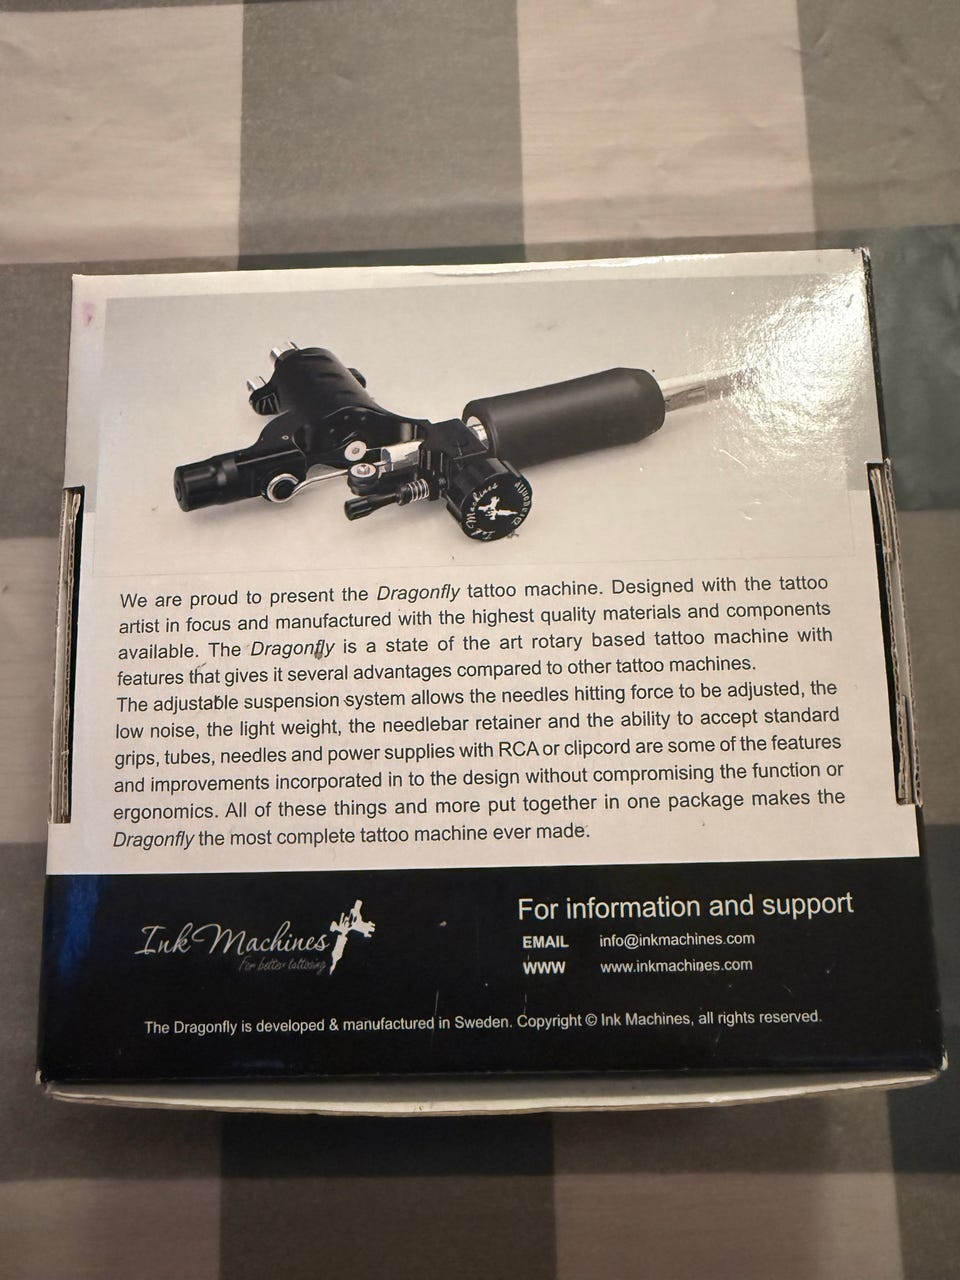 Ink Machines
Dragonfly
We are proud to present the Dragonfly tattoo machine. Designed with the tattoo
artist in focus and manufactured with the highest quality materials and components
available. The Dragonfly is a state of the art rotary based tattoo machine with
features that gives it several advantages compared to other tattoo machines.
The adjustable suspension system allows the needles hitting force to be adjusted, the
low noise, the light weight, the needlebar retainer and the ability to accept standard
grips, tubes, needles and power supplies with RCA or clipcord are some of the features
and improvements incorporated in to the design without compromising the function or
ergonomics. All of these things and more put together in one package makes the
Dragonfly the most complete tattoo machine ever made.
Ink Machines
For better tattooing
For information and support
EMAIL info@inkmachines.com
WWW www.inkmachines.com
The Dragonfly is developed & manufactured in Sweden. Copyright © Ink Machines, all rights reserved.